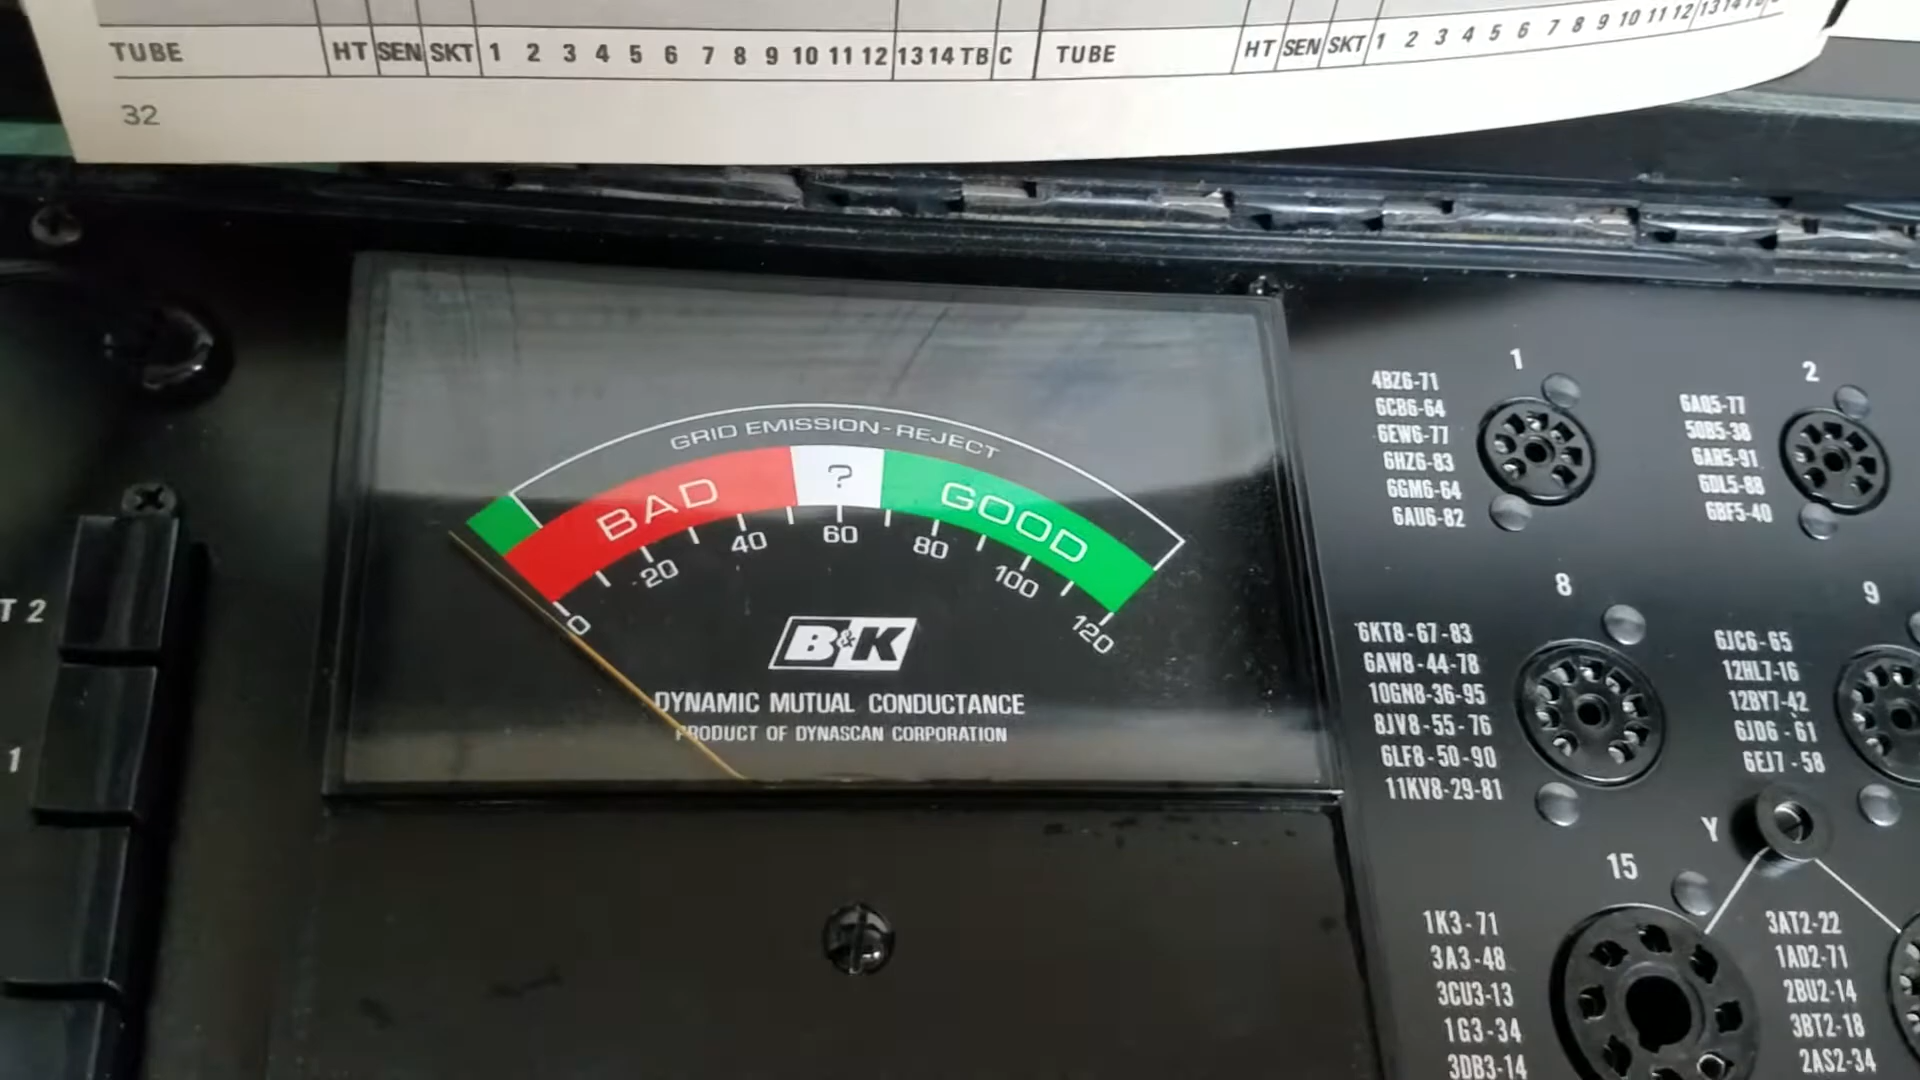 TUBE HT SEN SKT 1 2 3 4 5 6 7 8 9 10 11 12 13 14 TB C TUBE HT SEN SKT 1 2 3 4 5 6 7 8 9 10 11 12 13 14
32
GRID EMISSION-REJECT
BAD ? GOOD
0 20 40 60 80 100 120
B&K
DYNAMIC MUTUAL CONDUCTANCE
PRODUCT OF DYNASCAN CORPORATION
T 2
1
1
4BZ6-71
6CB6-64
6EW6-77
6HZ6-83
6GM6-64
6AU6-82
2
6AQ5-77
50B5-38
6AR5-91
6DL5-88
6BF5-40
8
6KT8-67-83
6AW8-44-78
10GN8-36-95
8JV8-55-76
6LF8-50-90
11KV8-29-81
9
6JC6-65
12HL7-16
12BY7-42
6JD6-61
6EJ7-58
Y
15
1K3-71
3A3-48
3CU3-13
1G3-34
3DB3-14
3AT2-22
1AD2-71
2BU2-14
3BT2-18
2AS2-34